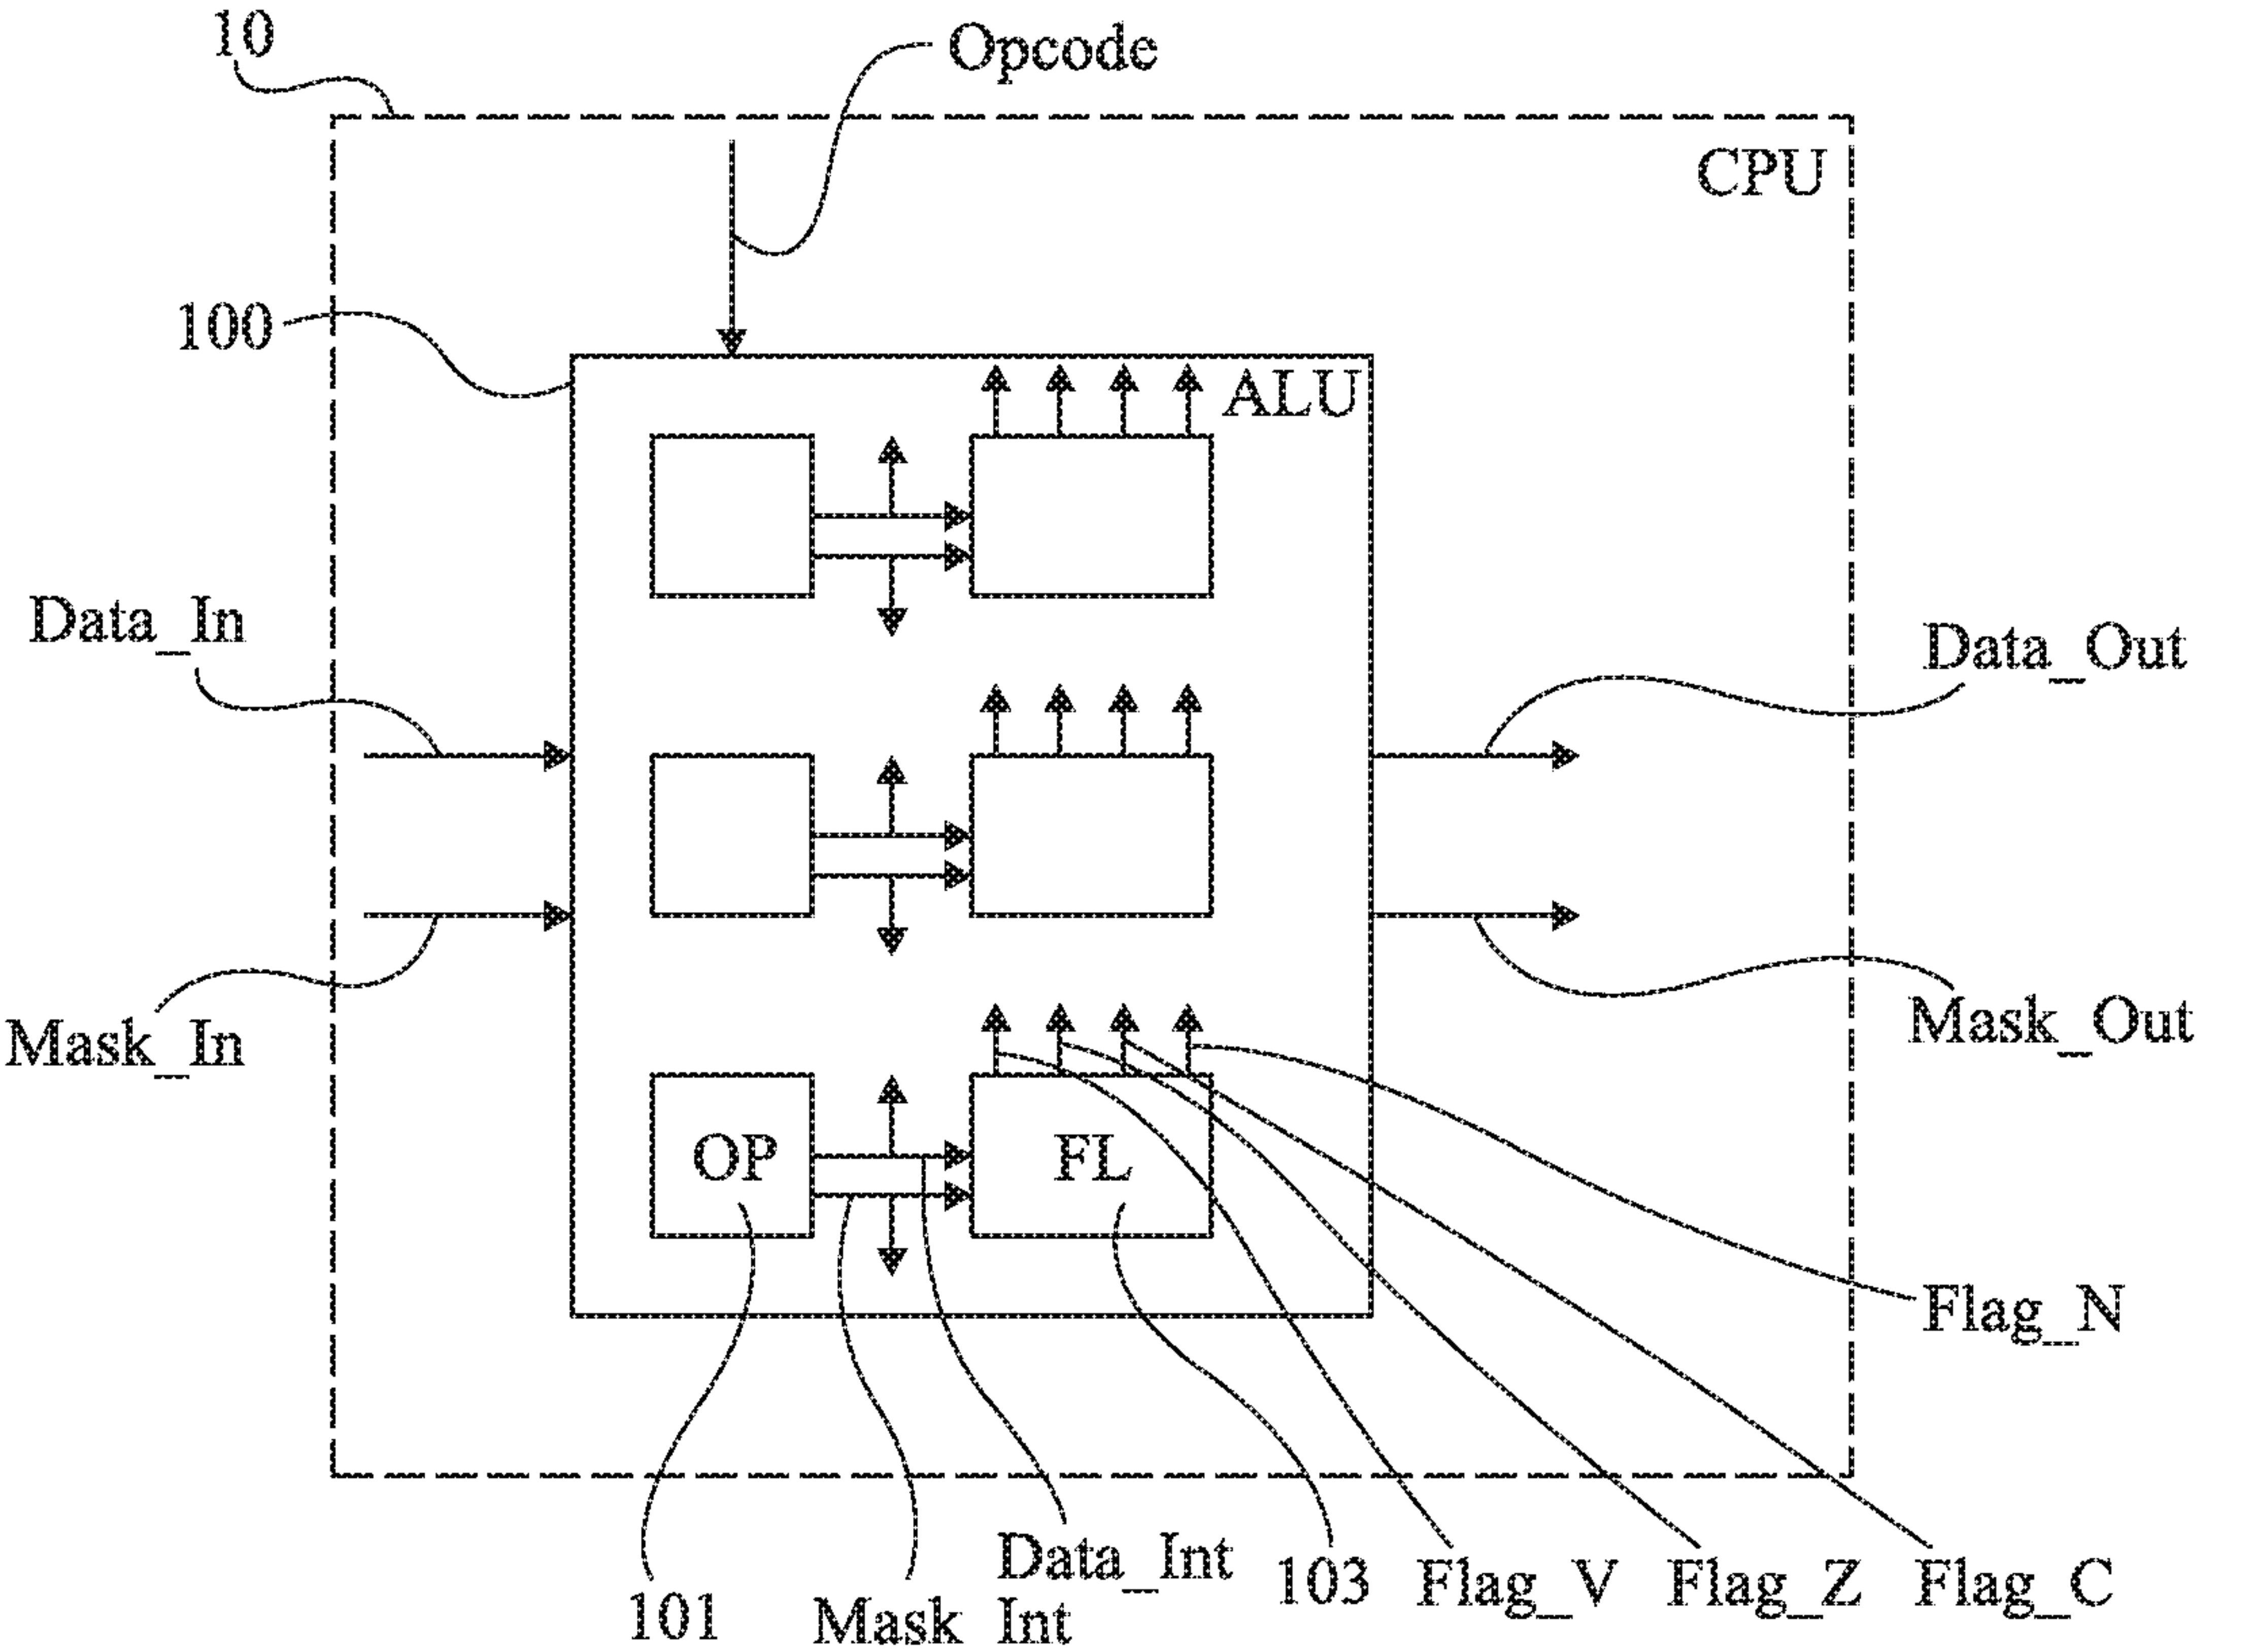 10
Opcode
CPU
100
ALU
Data_In
Data_Out
Mask_In
Mask_Out
OP
FL
Flag_N
Data_Int
103
Flag_V
Flag_Z
Flag_C
101
Mask_Int